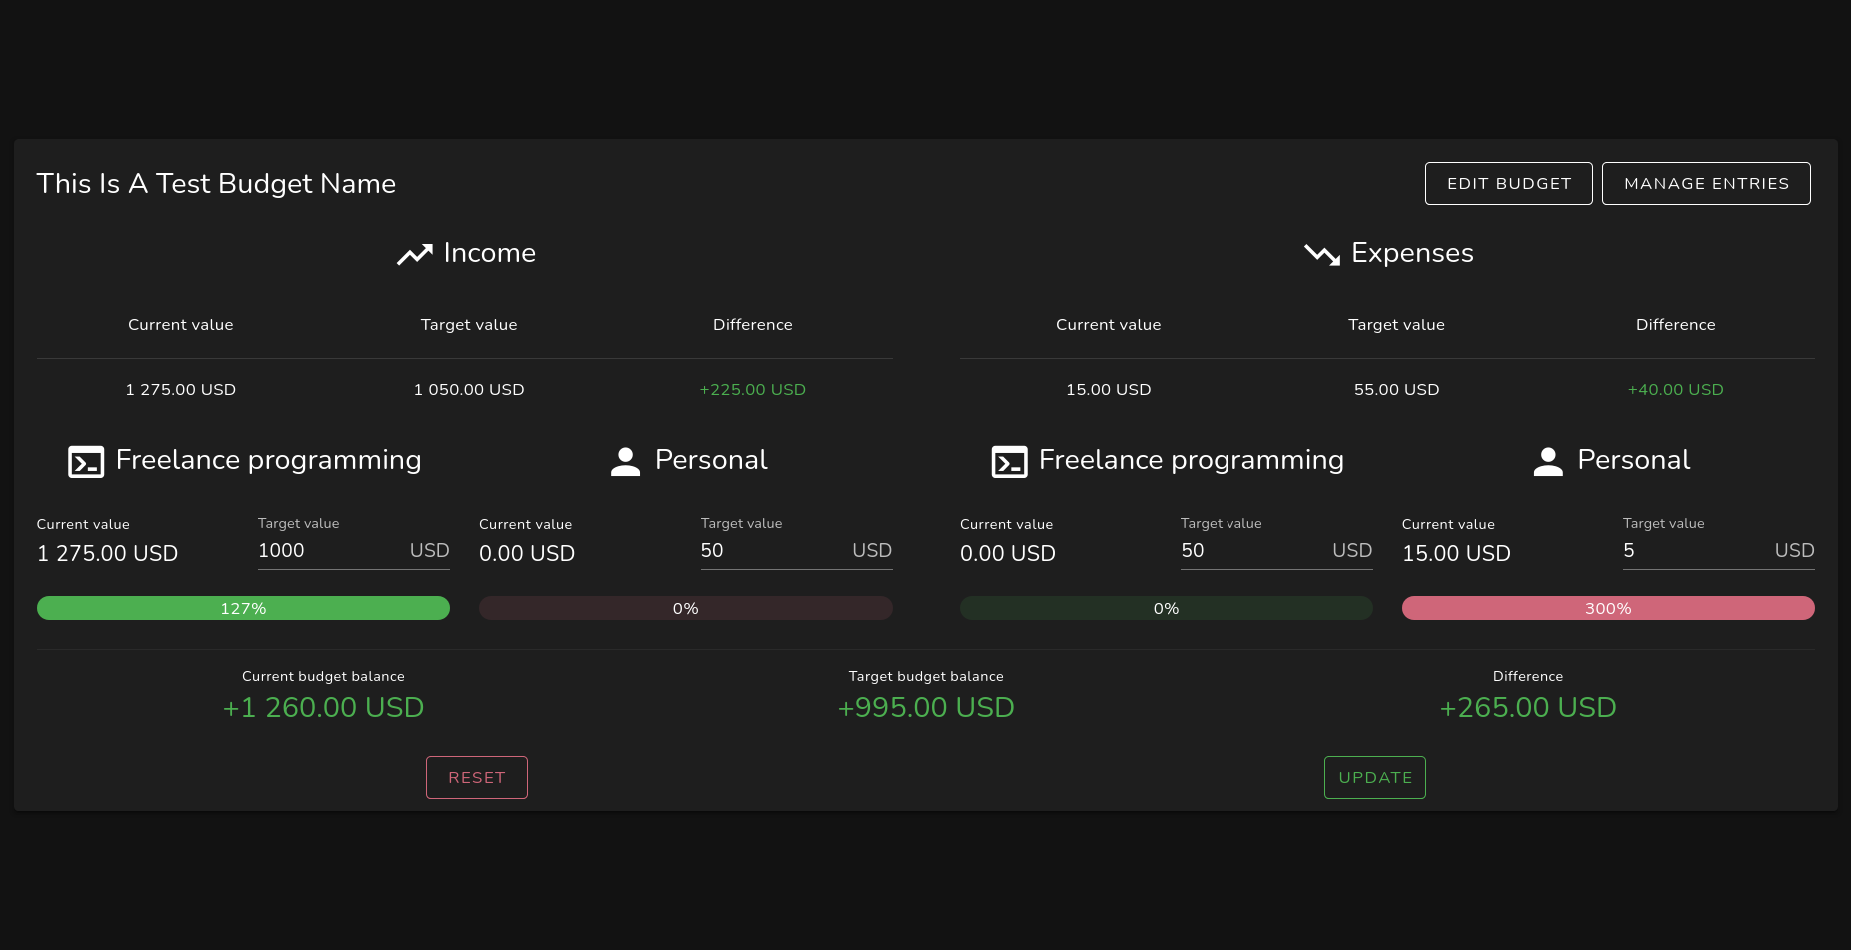 This Is A Test Budget Name
EDIT BUDGET
MANAGE ENTRIES
Income
Current value Target value Difference
1 275.00 USD 1 050.00 USD +225.00 USD
Expenses
Current value Target value Difference
15.00 USD 55.00 USD +40.00 USD
Freelance programming
Current value Target value
1 275.00 USD 1000 USD
127%
Personal
Current value Target value
0.00 USD 50 USD
0%
Freelance programming
Current value Target value
0.00 USD 50 USD
0%
Personal
Current value Target value
15.00 USD 5 USD
300%
Current budget balance
+1 260.00 USD
Target budget balance
+995.00 USD
Difference
+265.00 USD
RESET
UPDATE